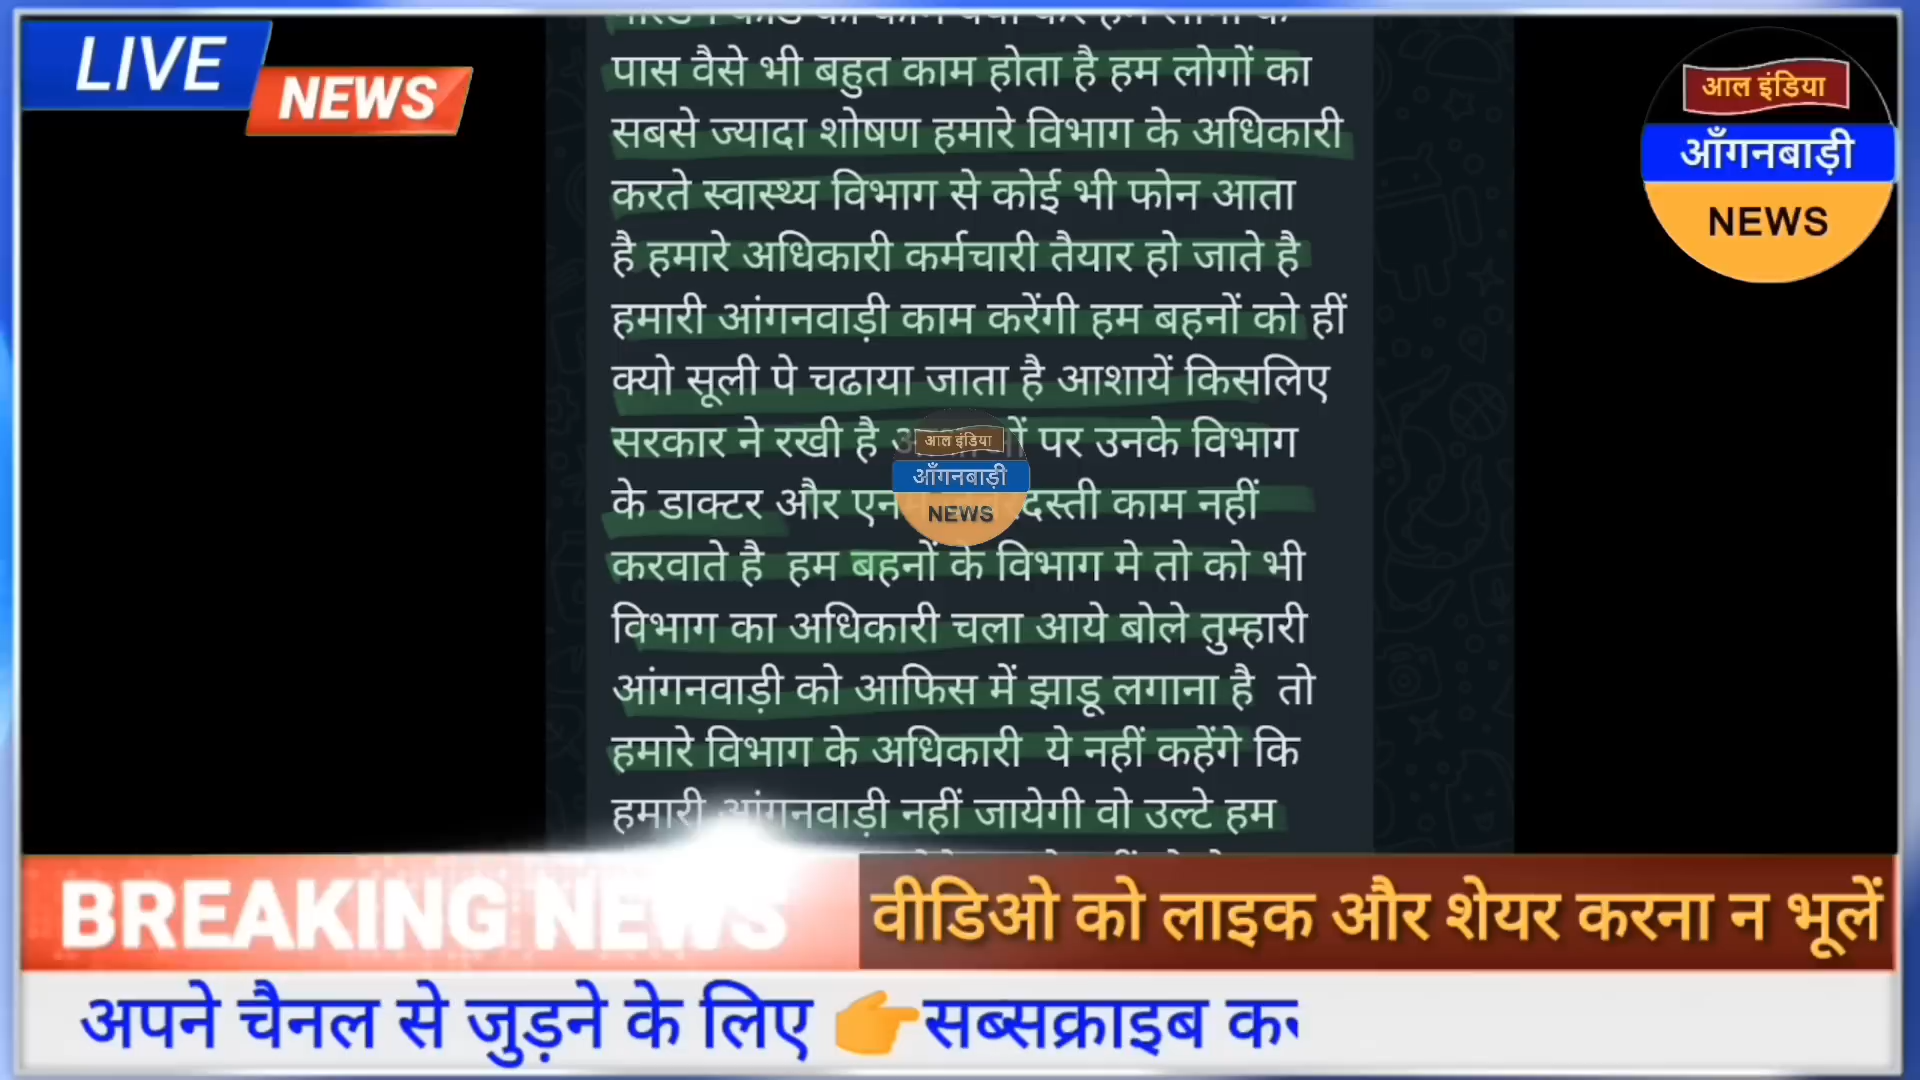 LIVE
NEWS
आल इंडिया
आँगनबाड़ी
NEWS
पास वैसे भी बहुत काम होता है हम लोगों का
सबसे ज्यादा शोषण हमारे विभाग के अधिकारी
करते स्वास्थ्य विभाग से कोई भी फोन आता
है हमारे अधिकारी कर्मचारी तैयार हो जाते है
हमारी आंगनवाड़ी काम करेंगी हम बहनों को हीं
क्यो सूली पे चढाया जाता है आशायें किसलिए
सरकार ने रखी है पर उनके विभाग
के डाक्टर और काम नहीं
करवाते है हम बहनों के विभाग मे तो को भी
विभाग का अधिकारी चला आये बोले तुम्हारी
आंगनवाड़ी को आफिस में झाडू लगाना है तो
हमारे विभाग के अधिकारी ये नहीं कहेंगे कि
हमारी आंगनवाड़ी नहीं जायेगी वो उल्टे हम
आल इंडिया
आँगनबाड़ी
NEWS
BREAKING NEWS
वीडिओ को लाइक और शेयर करना न भूलें
अपने चैनल से जुड़ने के लिए 👉सब्सक्राइब